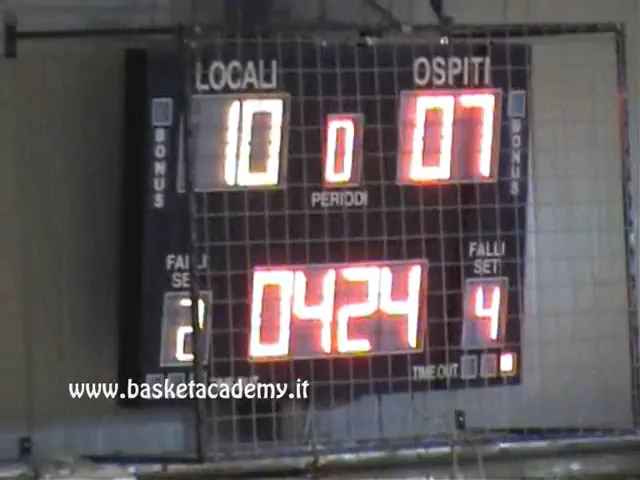 LOCALI OSPITI
10 0 07
BONUS BONUS
PERIODI
FALLI SET FALLI SET
2 0424 4
TIME OUT
www.basketacademy.it